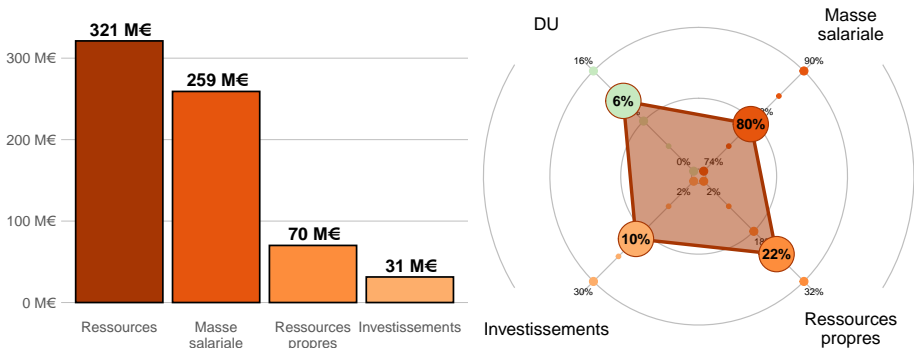 321 M€
259 M€
70 M€
31 M€
300 M€
200 M€
100 M€
0 M€
Ressources
Masse
salariale
Ressources
propres
Investissements
DU
Masse
salariale
16%
90%
6%
80%
0%
74%
2%
2%
10%
22%
30%
32%
Investissements
Ressources
propres